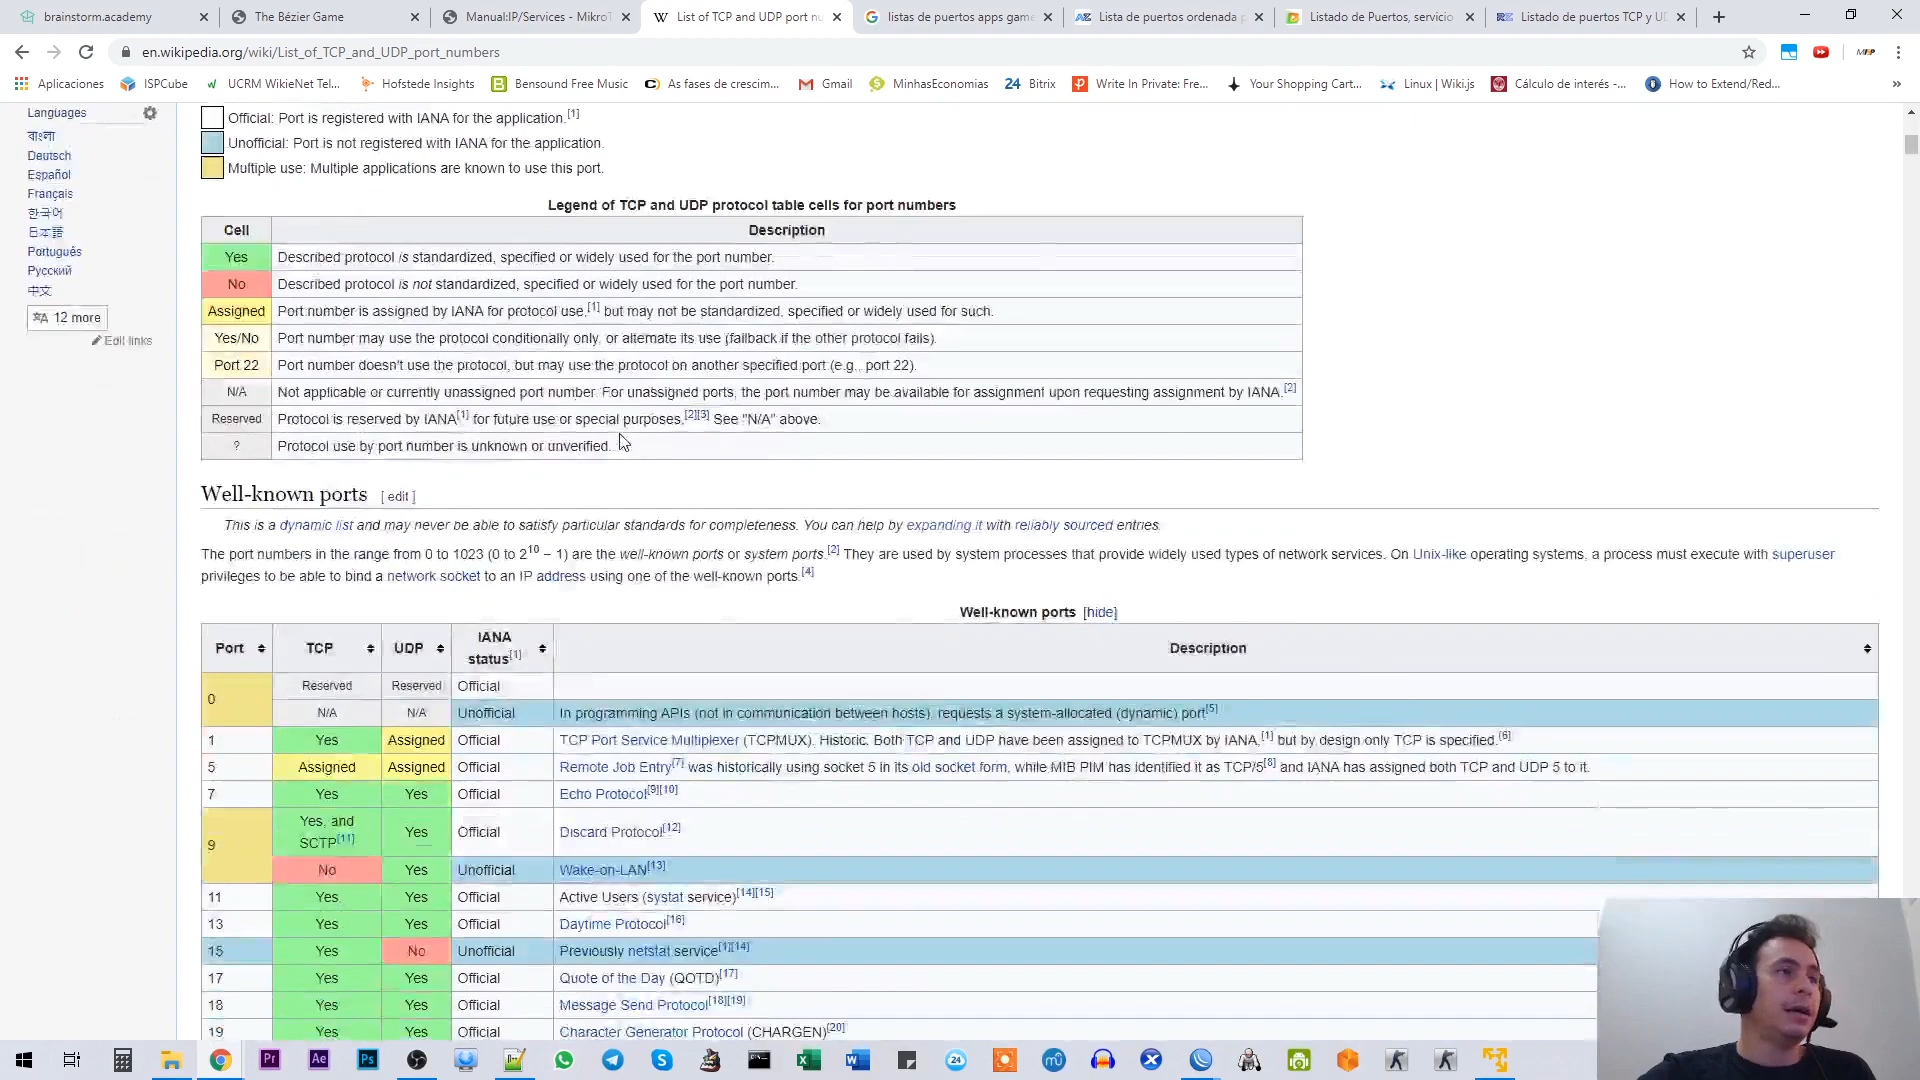 brainstorm.academy
The Bézier Game
Manual:IP/Services - MikroT
List of TCP and UDP port nu
listas de puertos apps game
Lista de puertos ordenada p
Listado de Puertos, servicio
Listado de puertos TCP y UD
en.wikipedia.org/wiki/List_of_TCP_and_UDP_port_numbers
Aplicaciones
ISPCube
UCRM WikieNet Tel...
Hofstede Insights
Bensound Free Music
As fases de crescim...
Gmail
MinhasEconomias
24 Bitrix
Write In Private: Fre...
Your Shopping Cart...
Linux | Wiki.js
Cálculo de interés -...
How to Extend/Red...
Languages
বাংলা
Deutsch
Español
Français
한국어
日本語
Português
Русский
中文
12 more
Edit links
Official: Port is registered with IANA for the application.[1]
Unofficial: Port is not registered with IANA for the application.
Multiple use: Multiple applications are known to use this port.
Legend of TCP and UDP protocol table cells for port numbers
Cell Description
Yes Described protocol is standardized, specified or widely used for the port number.
No Described protocol is not standardized, specified or widely used for the port number.
Assigned Port number is assigned by IANA for protocol use,[1] but may not be standardized, specified or widely used for such.
Yes/No Port number may use the protocol conditionally only, or alternate its use (fallback if the other protocol fails).
Port 22 Port number doesn't use the protocol, but may use the protocol on another specified port (e.g., port 22).
N/A Not applicable or currently unassigned port number. For unassigned ports, the port number may be available for assignment upon requesting assignment by IANA.[2]
Reserved Protocol is reserved by IANA[1] for future use or special purposes.[2][3] See "N/A" above.
? Protocol use by port number is unknown or unverified.
Well-known ports [ edit ]
This is a dynamic list and may never be able to satisfy particular standards for completeness. You can help by expanding it with reliably sourced entries.
The port numbers in the range from 0 to 1023 (0 to 2^10 − 1) are the well-known ports or system ports.[2] They are used by system processes that provide widely used types of network services. On Unix-like operating systems, a process must execute with superuser
privileges to be able to bind a network socket to an IP address using one of the well-known ports.[4]
Well-known ports [hide]
Port TCP UDP IANA status[1] Description
0 Reserved Reserved Official
N/A N/A Unofficial In programming APIs (not in communication between hosts), requests a system-allocated (dynamic) port[5]
1 Yes Assigned Official TCP Port Service Multiplexer (TCPMUX). Historic. Both TCP and UDP have been assigned to TCPMUX by IANA,[1] but by design only TCP is specified.[6]
5 Assigned Assigned Official Remote Job Entry[7] was historically using socket 5 in its old socket form, while MIB PIM has identified it as TCP/5[8] and IANA has assigned both TCP and UDP 5 to it.
7 Yes Yes Official Echo Protocol[9][10]
9 Yes, and SCTP[11] Yes Official Discard Protocol[12]
No Yes Unofficial Wake-on-LAN[13]
11 Yes Yes Official Active Users (systat service)[14][15]
13 Yes Yes Official Daytime Protocol[16]
15 Yes No Unofficial Previously netstat service[1][14]
17 Yes Yes Official Quote of the Day (QOTD)[17]
18 Yes Yes Official Message Send Protocol[18][19]
19 Yes Yes Official Character Generator Protocol (CHARGEN)[20]